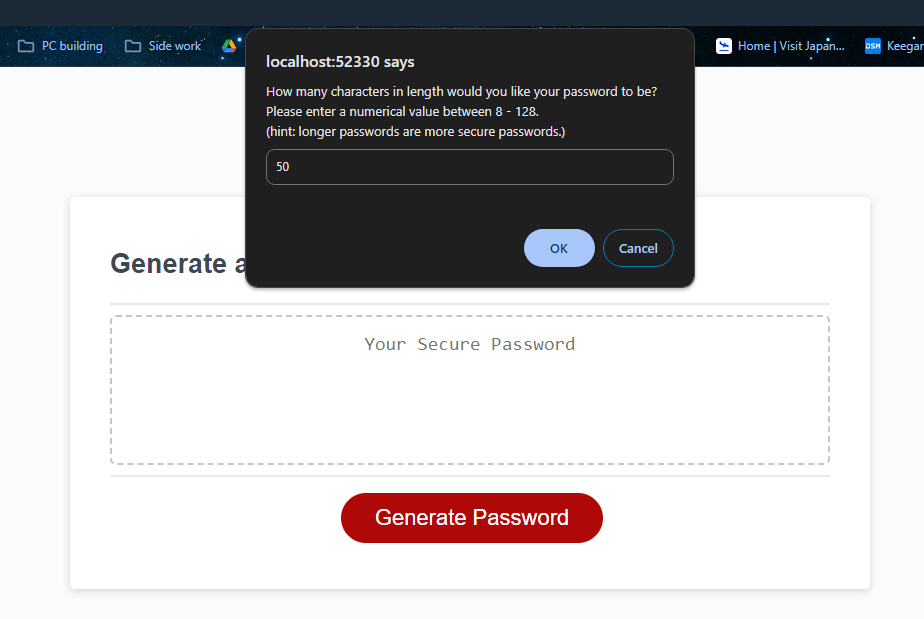 PC building
Side work
Home | Visit Japan...
DSM
localhost:52330 says
How many characters in length would you like your password to be?
Please enter a numerical value between 8 - 128.
(hint: longer passwords are more secure passwords.)
50
OK
Cancel
Generate
Your Secure Password
Generate Password